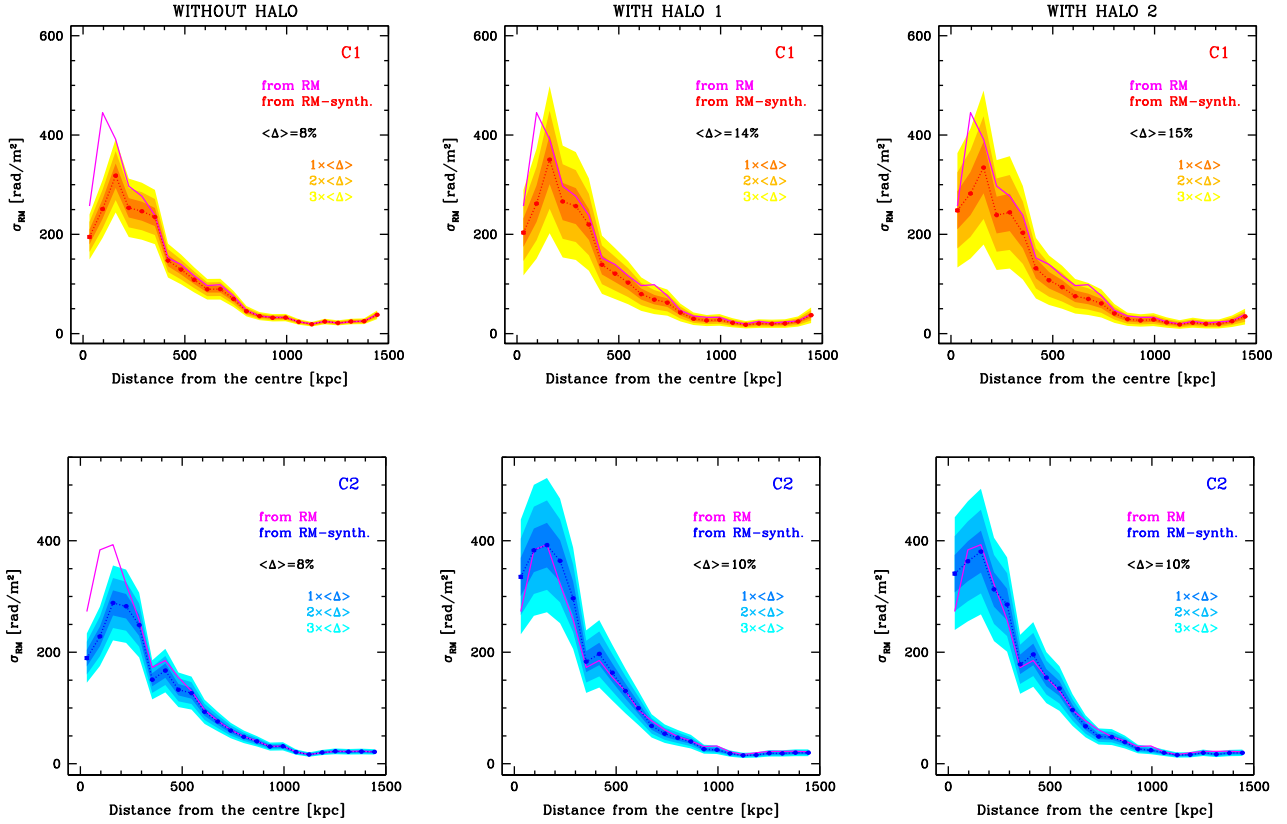 WITHOUT HALO
WITH HALO 1
WITH HALO 2
600
C1
from RM
from RM-synth.
<Δ>=8%
400
1×<Δ>
2×<Δ>
3×<Δ>
200
0
σRM [rad/m²]
0
500
1000
1500
Distance from the centre [kpc]
600
C1
from RM
from RM-synth.
<Δ>=14%
400
1×<Δ>
2×<Δ>
3×<Δ>
200
0
σRM [rad/m²]
0
500
1000
1500
Distance from the centre [kpc]
600
C1
from RM
from RM-synth.
<Δ>=15%
400
1×<Δ>
2×<Δ>
3×<Δ>
200
0
σRM [rad/m²]
0
500
1000
1500
Distance from the centre [kpc]
C2
from RM
from RM-synth.
400
<Δ>=8%
1×<Δ>
2×<Δ>
3×<Δ>
200
0
σRM [rad/m²]
0
500
1000
1500
Distance from the centre [kpc]
C2
from RM
from RM-synth.
400
<Δ>=10%
1×<Δ>
2×<Δ>
3×<Δ>
200
0
σRM [rad/m²]
0
500
1000
1500
Distance from the centre [kpc]
C2
from RM
from RM-synth.
400
<Δ>=10%
1×<Δ>
2×<Δ>
3×<Δ>
200
0
σRM [rad/m²]
0
500
1000
1500
Distance from the centre [kpc]